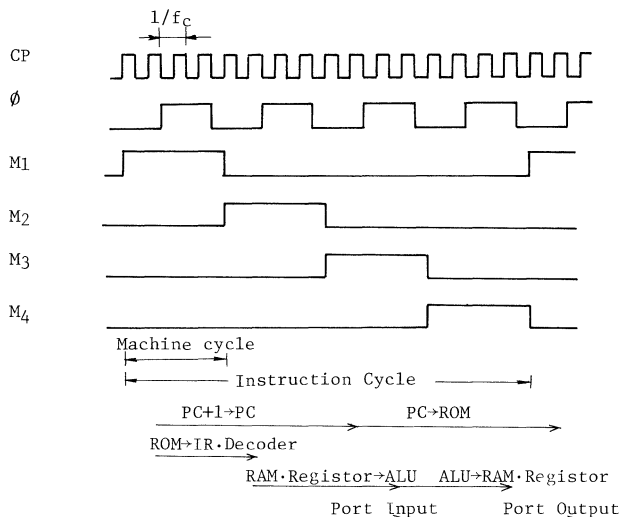 1/fc
CP
φ
M1
M2
M3
M4
Machine cycle
Instruction Cycle
PC+1→PC PC→ROM
ROM→IR·Decoder
RAM·Registor→ALU ALU→RAM·Registor
Port Input Port Output